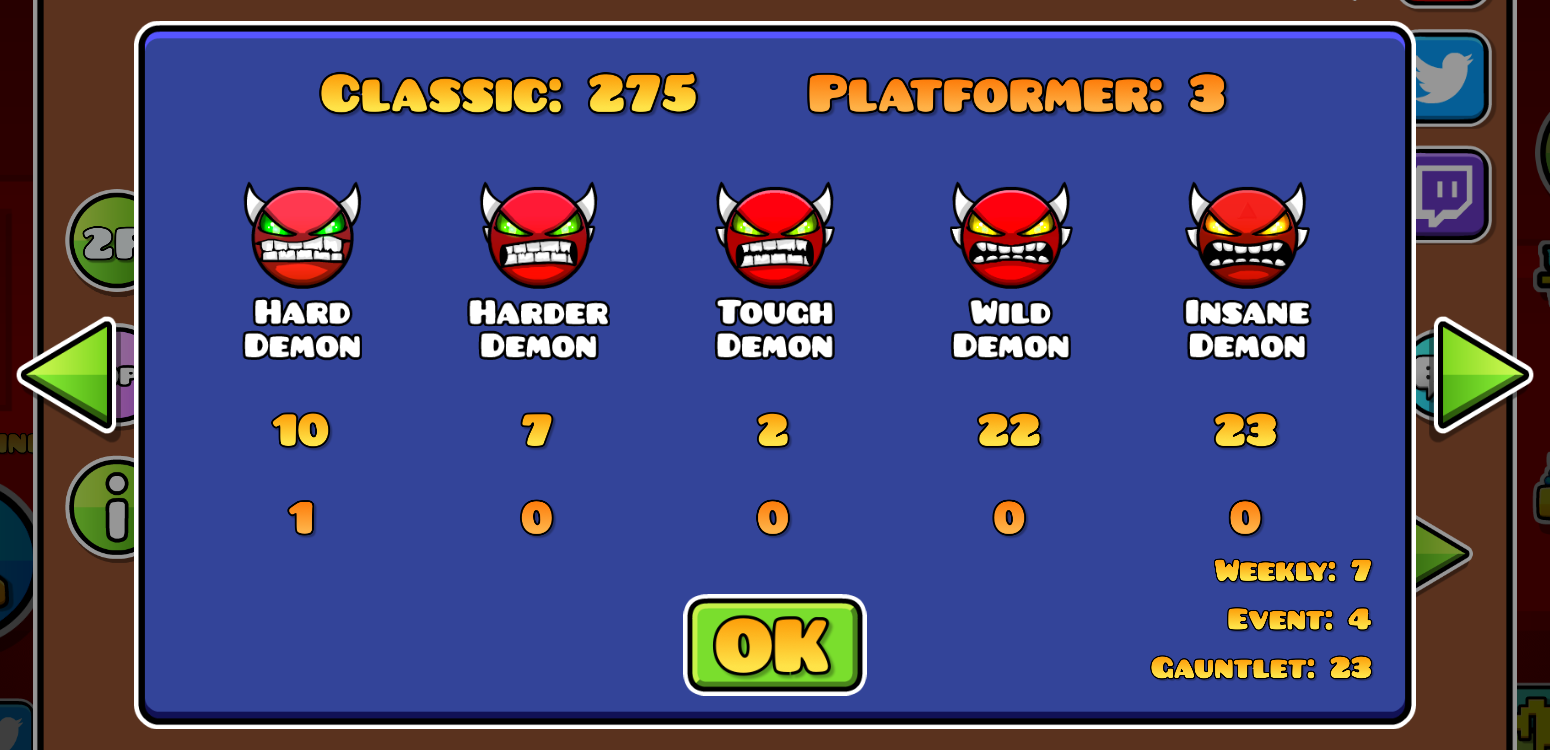 Classic: 275 Platformer: 3
Hard Demon
Harder Demon
Tough Demon
Wild Demon
Insane Demon
10 7 2 22 23
1 0 0 0 0
Weekly: 7
Event: 4
Gauntlet: 23
OK